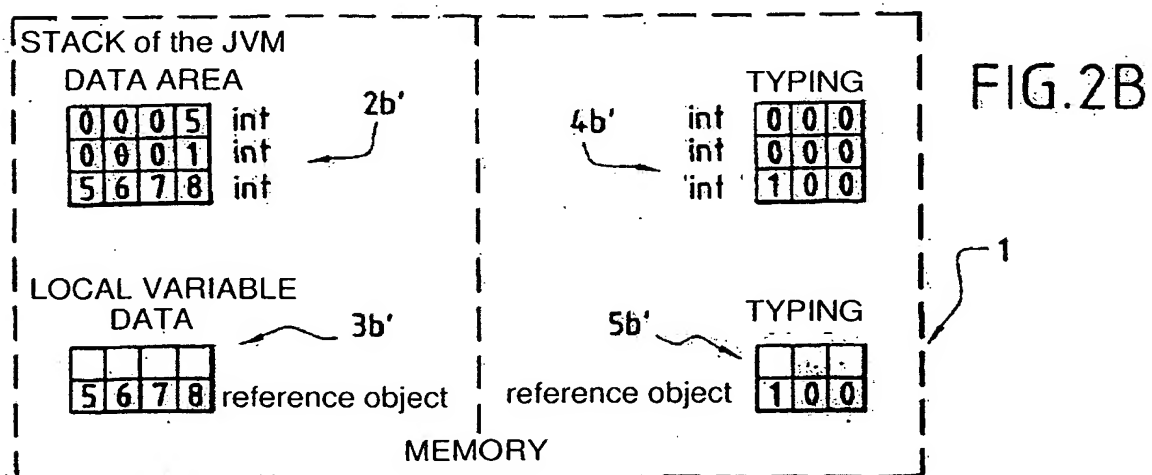 STACK of the JVM
DATA AREA
0 0 0 5 int
0 0 0 1 int
5 6 7 8 int
2b'
TYPING
4b'
int 0 0 0
int 0 0 0
int 1 0 0
FIG.2B
1
LOCAL VARIABLE
DATA
3b'
5 6 7 8 reference object
TYPING
5b'
reference object 1 0 0
MEMORY